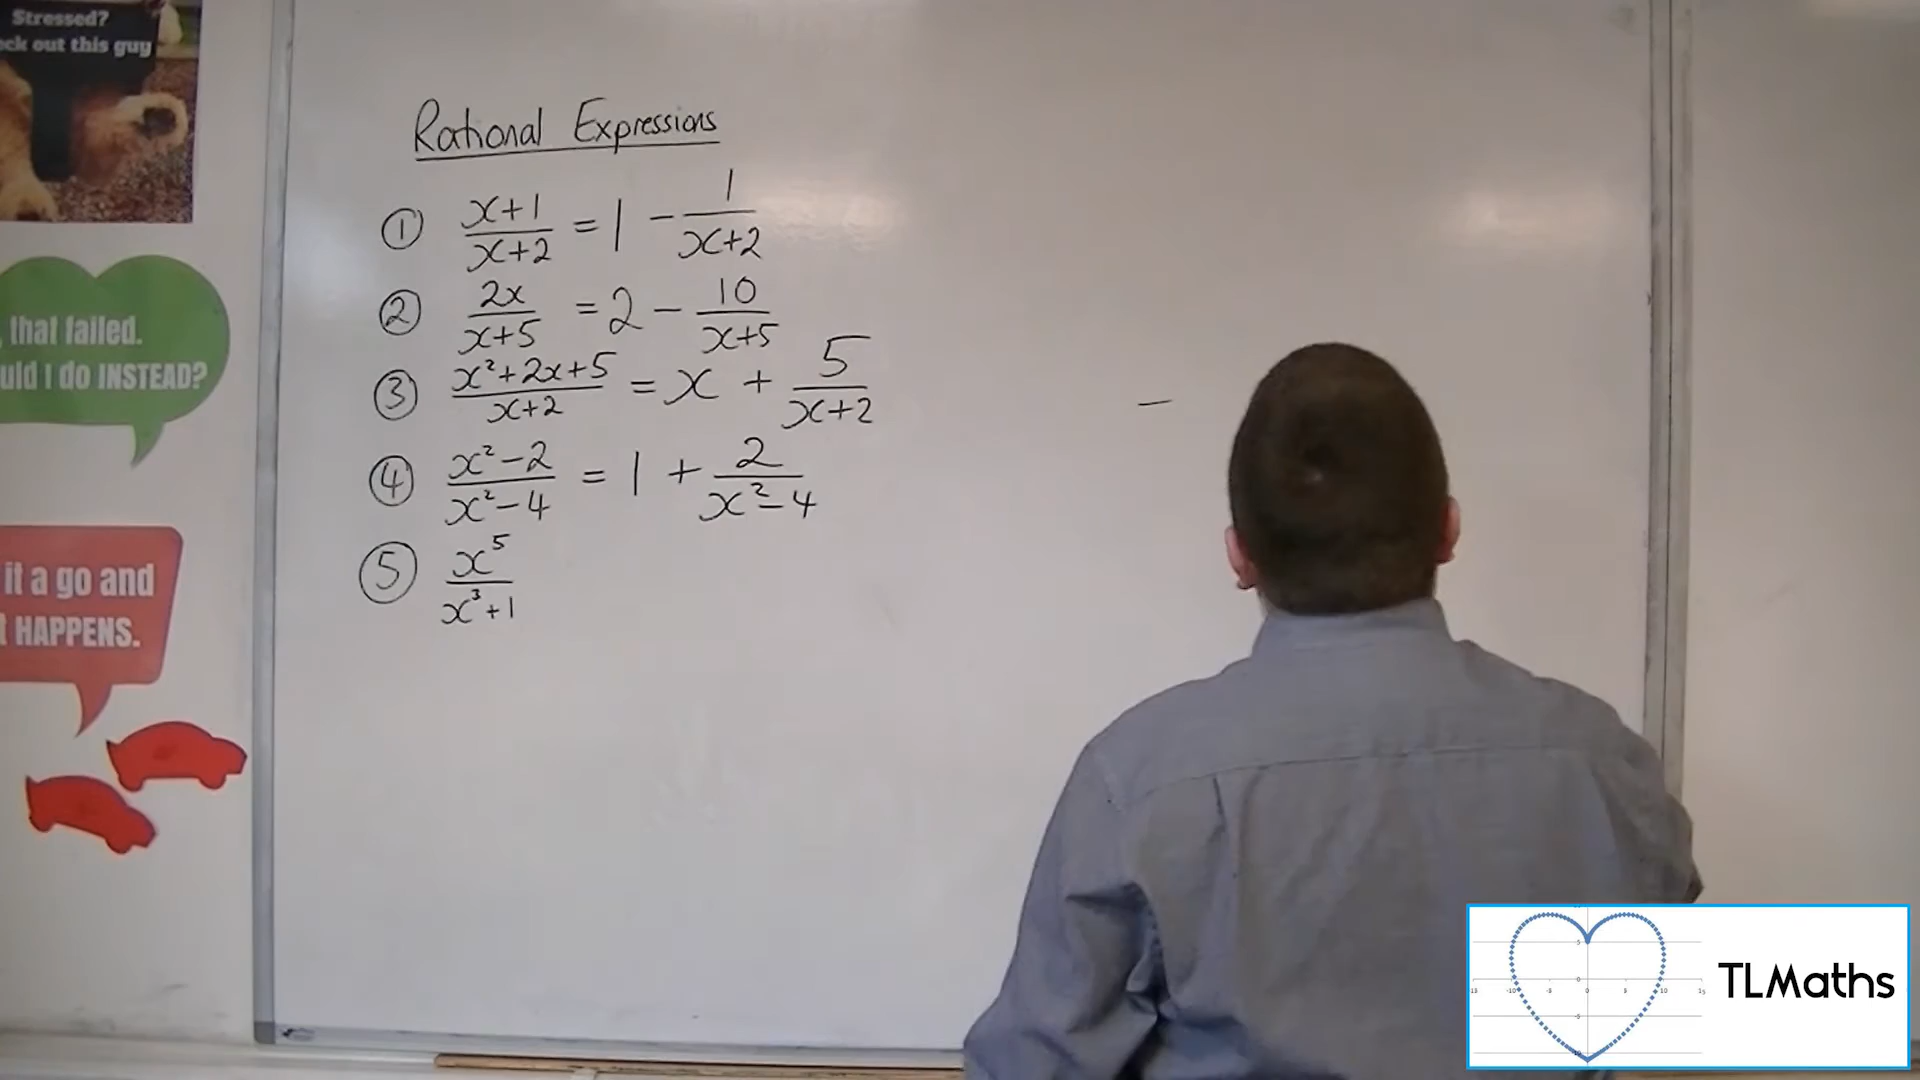 Stressed?
ck out this guy
Rational Expressions
① x+1/x+2 = 1 - 1/x+2
② 2x/x+5 = 2 - 10/x+5
③ x²+2x+5/x+2 = x + 5/x+2
④ x²-2/x²-4 = 1 + 2/x²-4
⑤ x⁵/x³+1
that failed.
uld I do INSTEAD?
it a go and
HAPPENS.
TLMaths